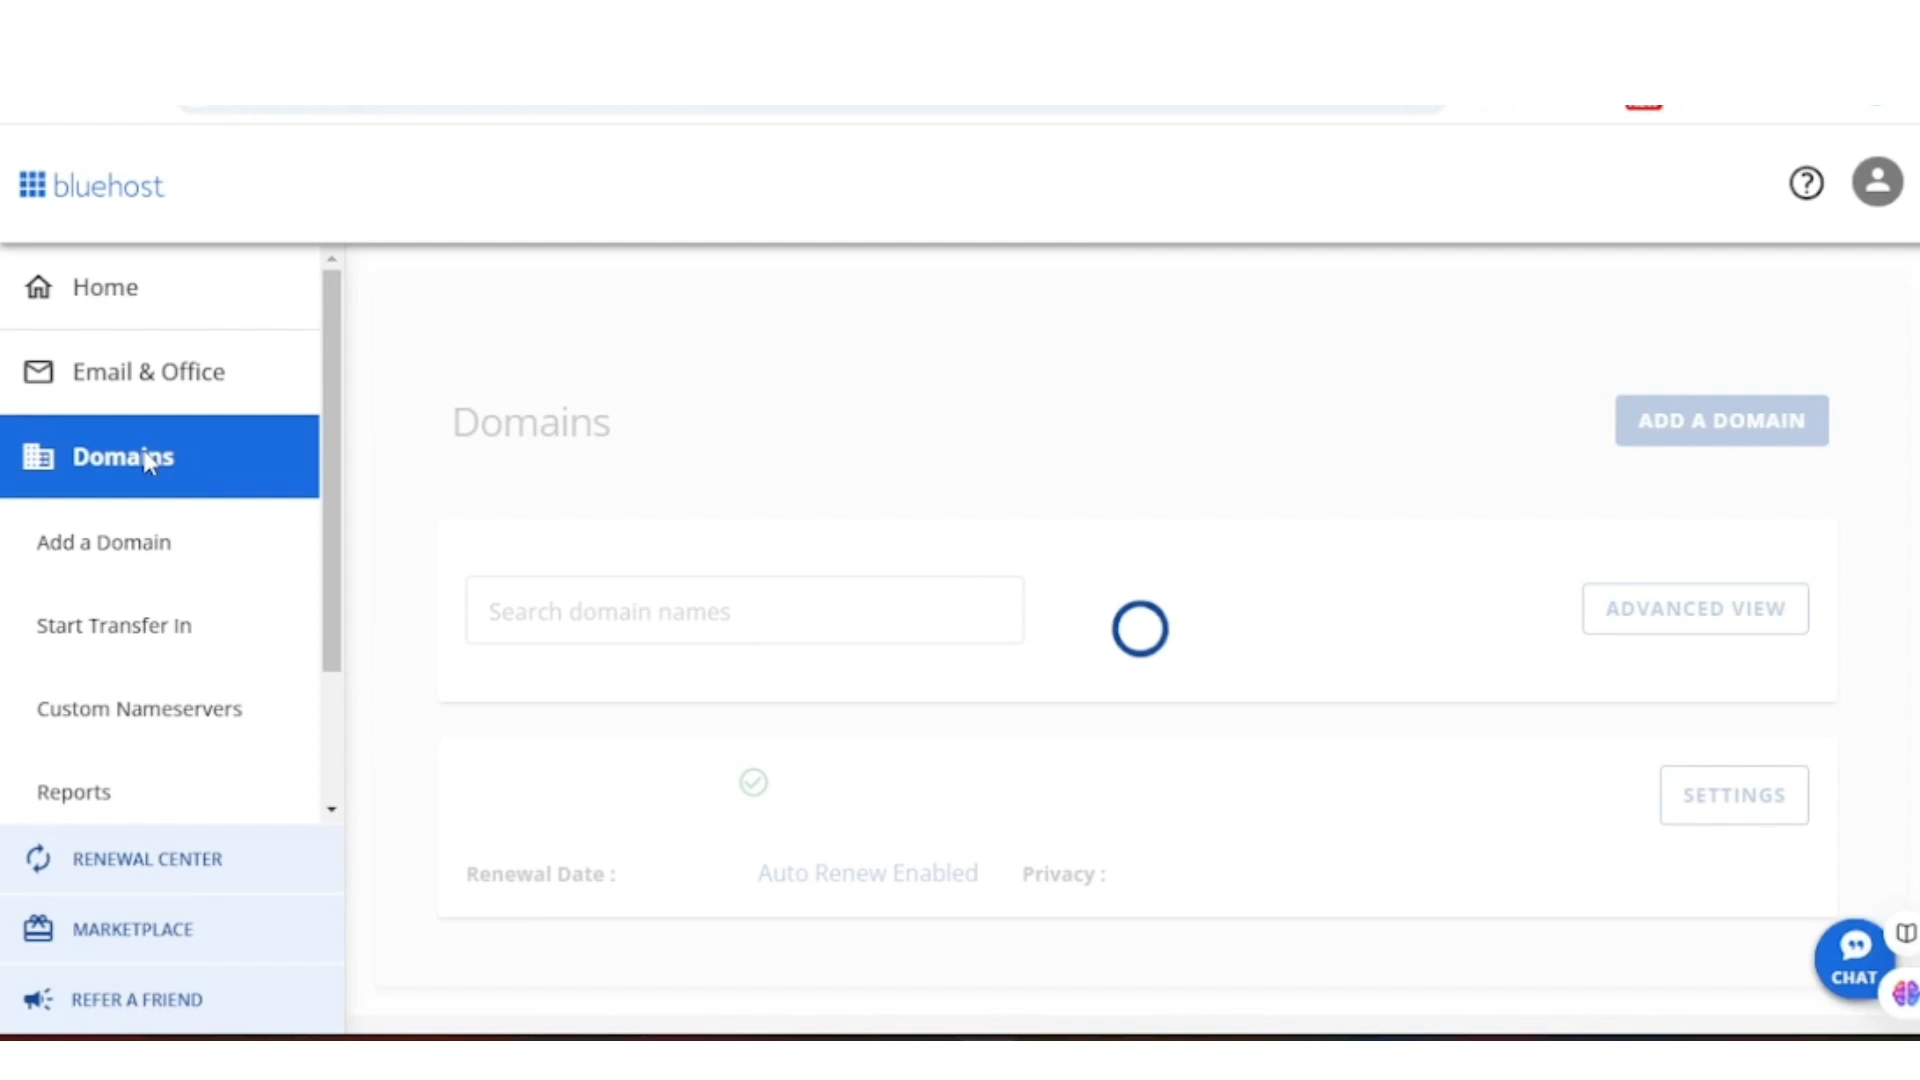 bluehost
Home
Email & Office
Domains
Add a Domain
Start Transfer In
Custom Nameservers
Reports
RENEWAL CENTER
MARKETPLACE
REFER A FRIEND
Domains
ADD A DOMAIN
Search domain names
ADVANCED VIEW
SETTINGS
Renewal Date : Auto Renew Enabled Privacy :
CHAT